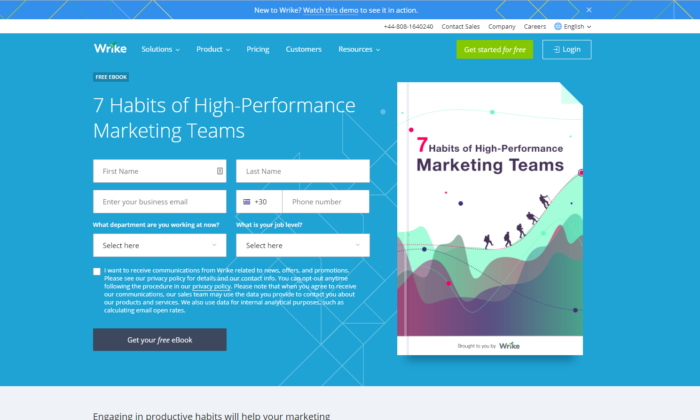 New to Wrike? Watch this demo to see it in action.
+44-808-1640240 Contact Sales Company Careers English
Wrike Solutions Product Pricing Customers Resources Get started for free Login
FREE EBOOK
7 Habits of High-Performance
Marketing Teams
First Name
Last Name
Enter your business email
+30 Phone number
What department are you working at now?
What is your job level?
Select here
Select here
I want to receive communications from Wrike related to news, offers, and promotions.
Please see our privacy policy for details and our contact info. You can opt-out anytime
following the procedure in our privacy policy. Please note that when you agree to receive
our communications, our sales team may use the data you provide to contact you about
our products and services. We also use data for internal analytical purposes, such as
calculating email open rates.
Get your free eBook
7 Habits of High-Performance
Marketing Teams
Brought to you by Wrike
Engaging in productive habits will help your marketing